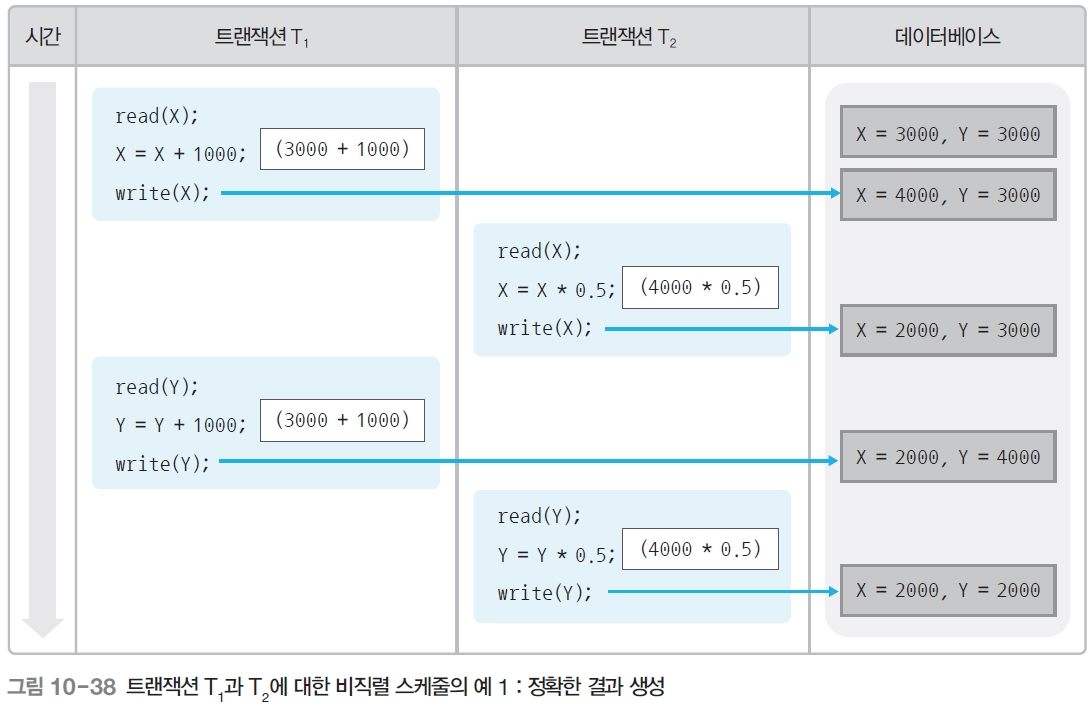 시간 트랜잭션 T₁ 트랜잭션 T₂ 데이터베이스
X = 3000, Y = 3000
read(X);
X = X + 1000; (3000 + 1000)
write(X);
X = 4000, Y = 3000
read(X);
X = X * 0.5; (4000 * 0.5)
write(X);
X = 2000, Y = 3000
read(Y);
Y = Y + 1000; (3000 + 1000)
write(Y);
X = 2000, Y = 4000
read(Y);
Y = Y * 0.5; (4000 * 0.5)
write(Y);
X = 2000, Y = 2000
그림 10-38 트랜잭션 T₁과 T₂에 대한 비직렬 스케줄의 예 1 : 정확한 결과 생성